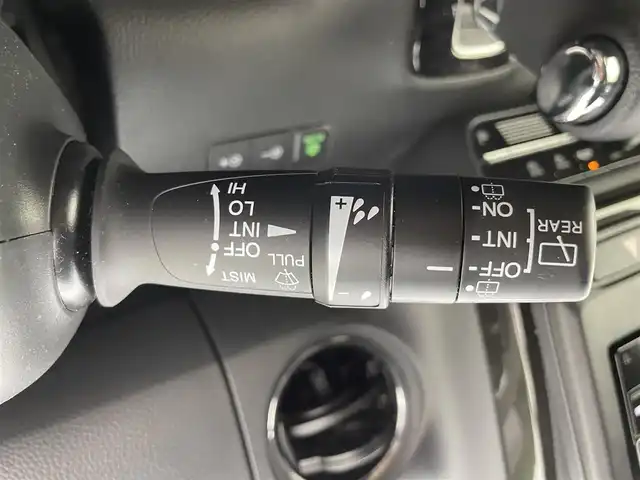 OFF
INT
ON
REAR
-
+
MIST
PULL
OFF
INT
LO
HI